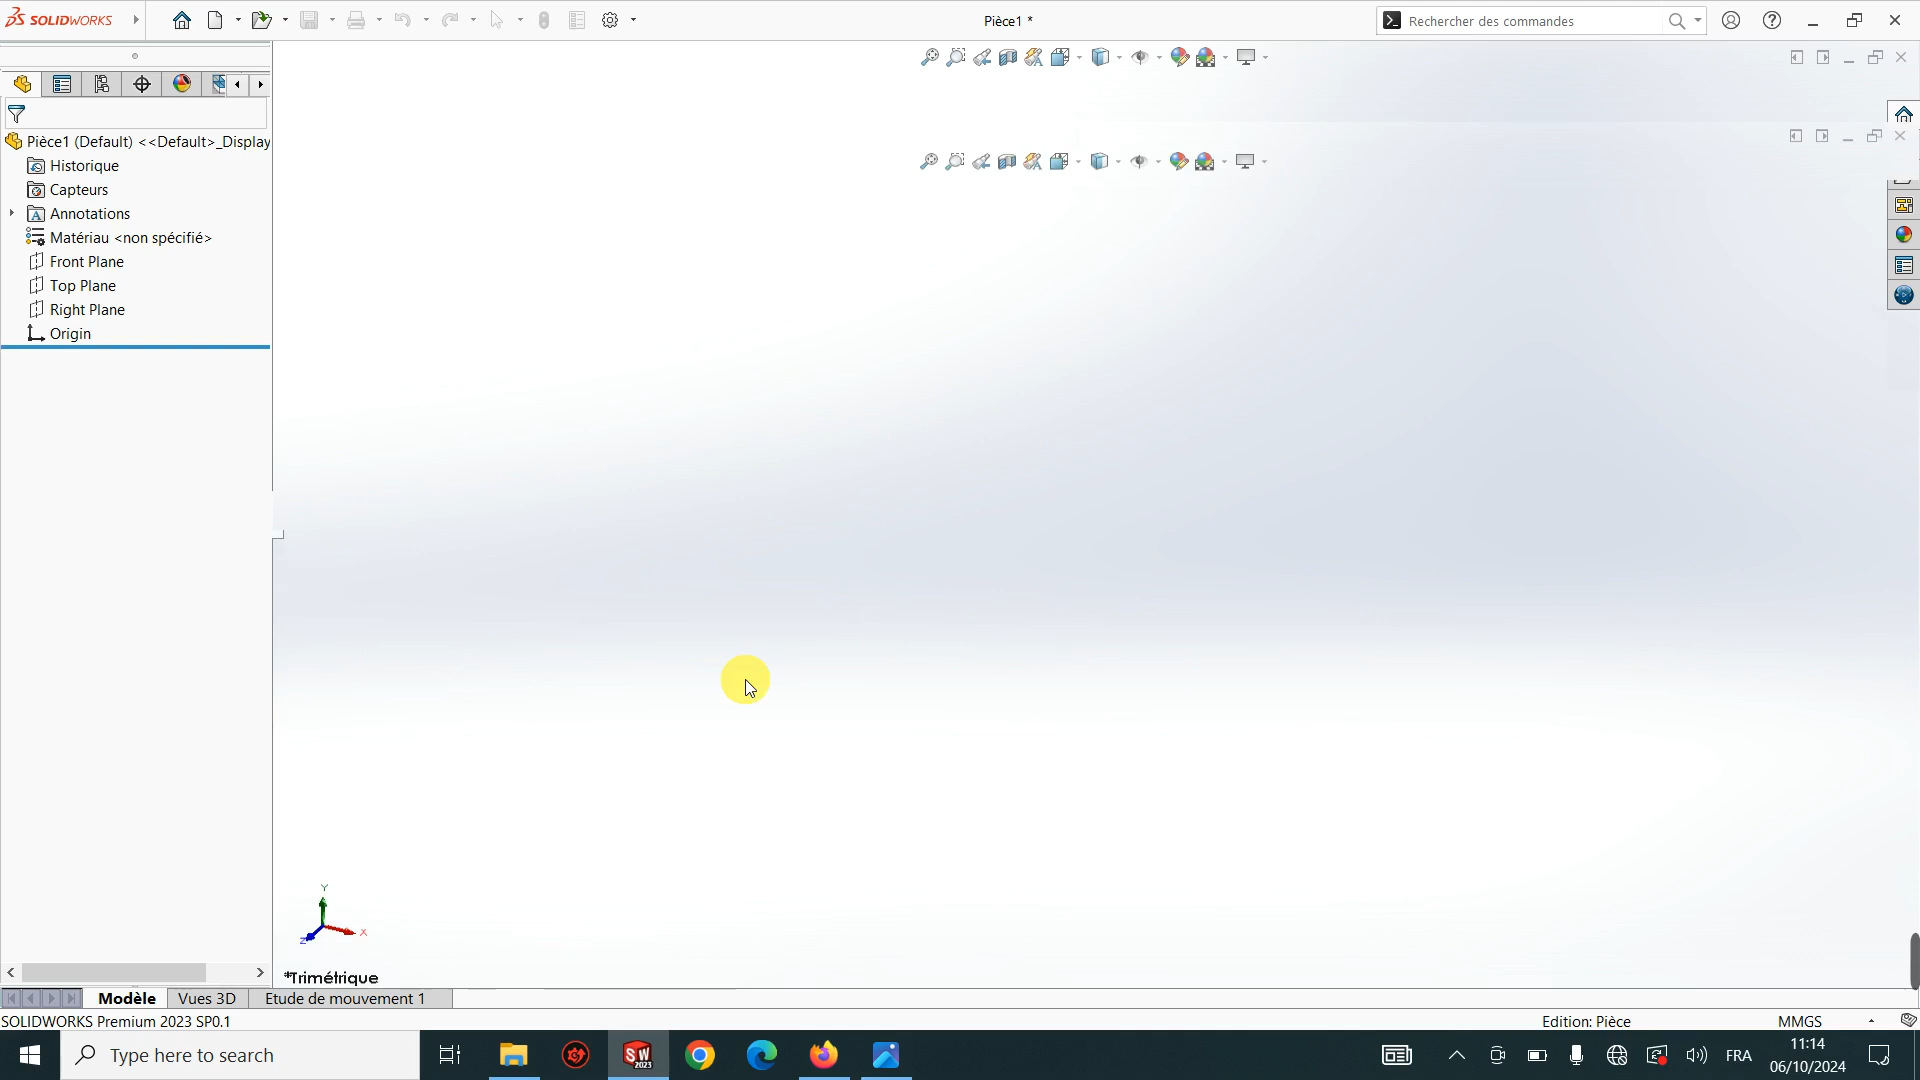 SOLIDWORKS
Pièce1 *
Rechercher des commandes
Pièce1 (Default) <<Default>_Display
Historique
Capteurs
Annotations
Matériau <non spécifié>
Front Plane
Top Plane
Right Plane
Origin
Y
X
Z
*Trimétrique
Modèle
Vues 3D
Etude de mouvement 1
SOLIDWORKS Premium 2023 SP0.1
Edition: Pièce
MMGS
Type here to search
SW
2023
FRA
11:14
06/10/2024